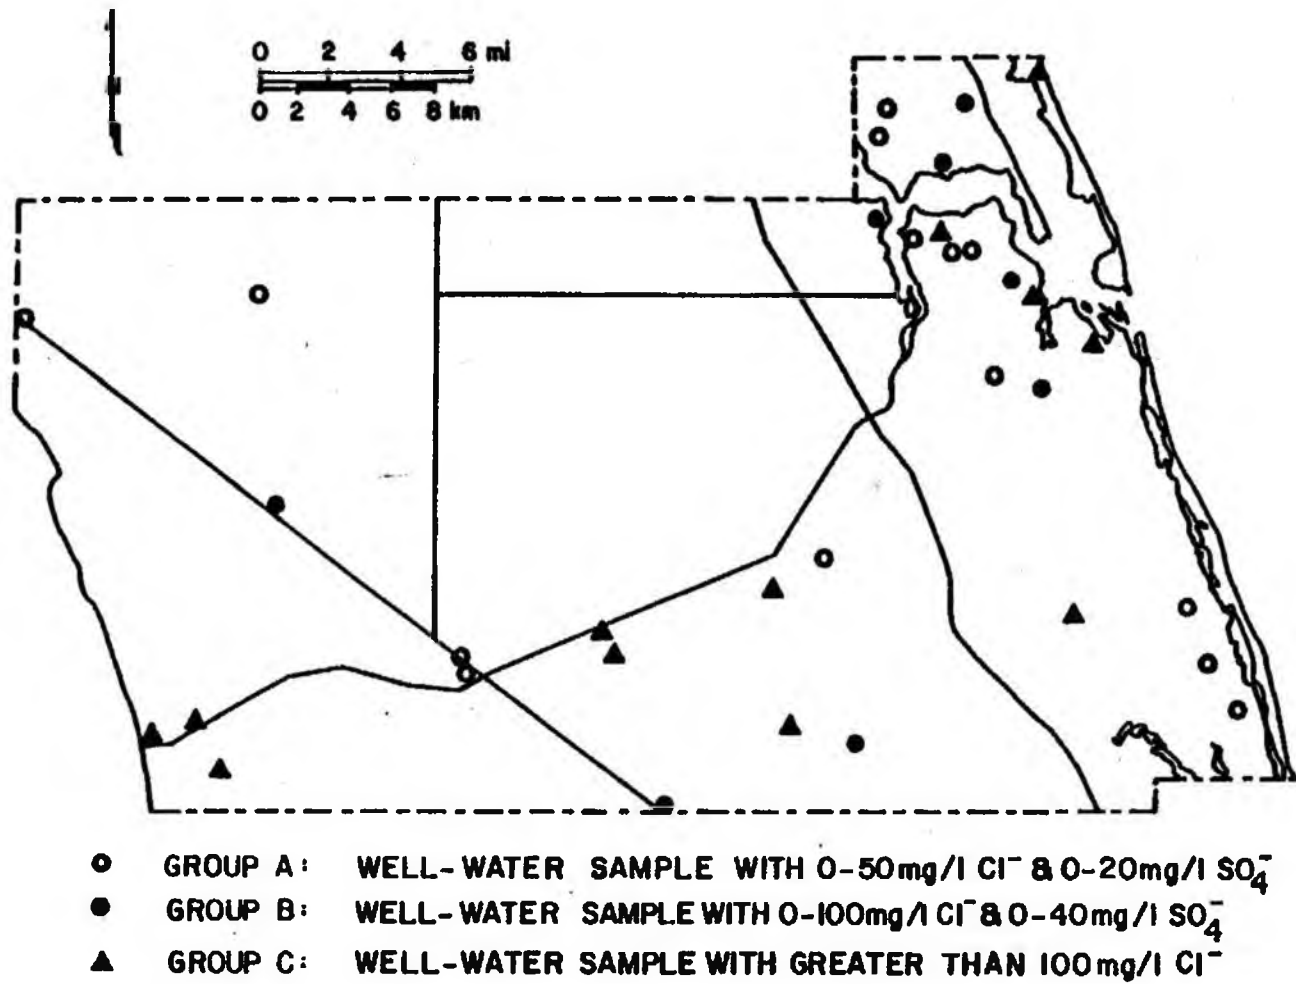 0 2 4 6 mi
0 2 4 6 8 km
N
GROUP A: WELL-WATER SAMPLE WITH 0-50mg/l Cl⁻ & 0-20mg/l SO₄⁻
GROUP B: WELL-WATER SAMPLE WITH 0-100mg/l Cl⁻ & 0-40mg/l SO₄⁻
GROUP C: WELL-WATER SAMPLE WITH GREATER THAN 100mg/l Cl⁻